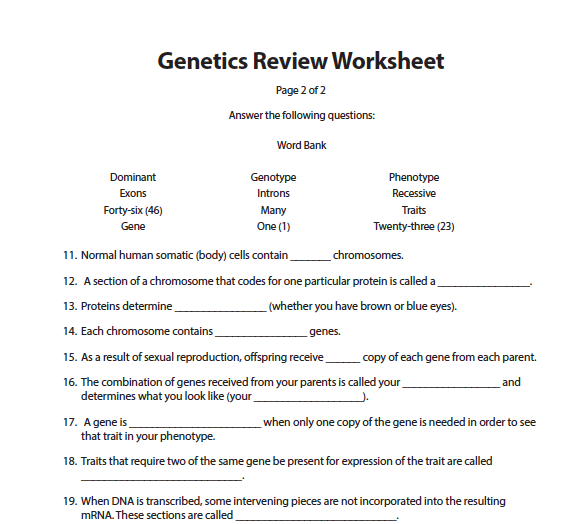 Genetics Review Worksheet
Page 2 of 2
Answer the following questions:
Word Bank
Dominant Genotype Phenotype
Exons Introns Recessive
Forty-six (46) Many Traits
Gene One (1) Twenty-three (23)
11. Normal human somatic (body) cells contain _______ chromosomes.
12. A section of a chromosome that codes for one particular protein is called a ________________.
13. Proteins determine ________________ (whether you have brown or blue eyes).
14. Each chromosome contains ________________ genes.
15. As a result of sexual reproduction, offspring receive ______ copy of each gene from each parent.
16. The combination of genes received from your parents is called your _________________ and
determines what you look like (your ___________________).
17. A gene is _______________________ when only one copy of the gene is needed in order to see
that trait in your phenotype.
18. Traits that require two of the same gene be present for expression of the trait are called
____________________________.
19. When DNA is transcribed, some intervening pieces are not incorporated into the resulting
mRNA. These sections are called ____________________________.